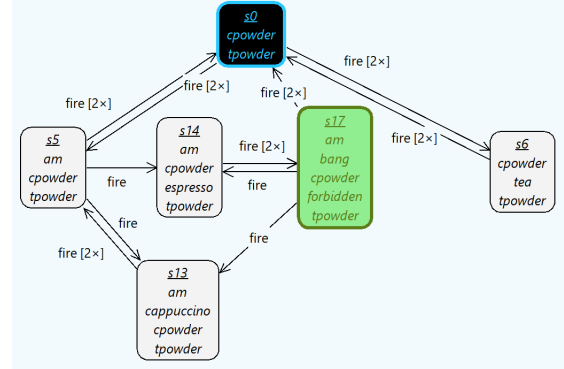 s0
cpowder
tpowder
fire [2×]
fire [2×]
fire [2×]
fire [2×]
fire [2×]
s5
am
cpowder
tpowder
s14
am
cpowder
espresso
tpowder
fire [2×]
fire
s17
am
bang
cpowder
forbidden
tpowder
s6
cpowder
tea
tpowder
fire
fire
fire [2×]
fire
s13
am
cappuccino
cpowder
tpowder